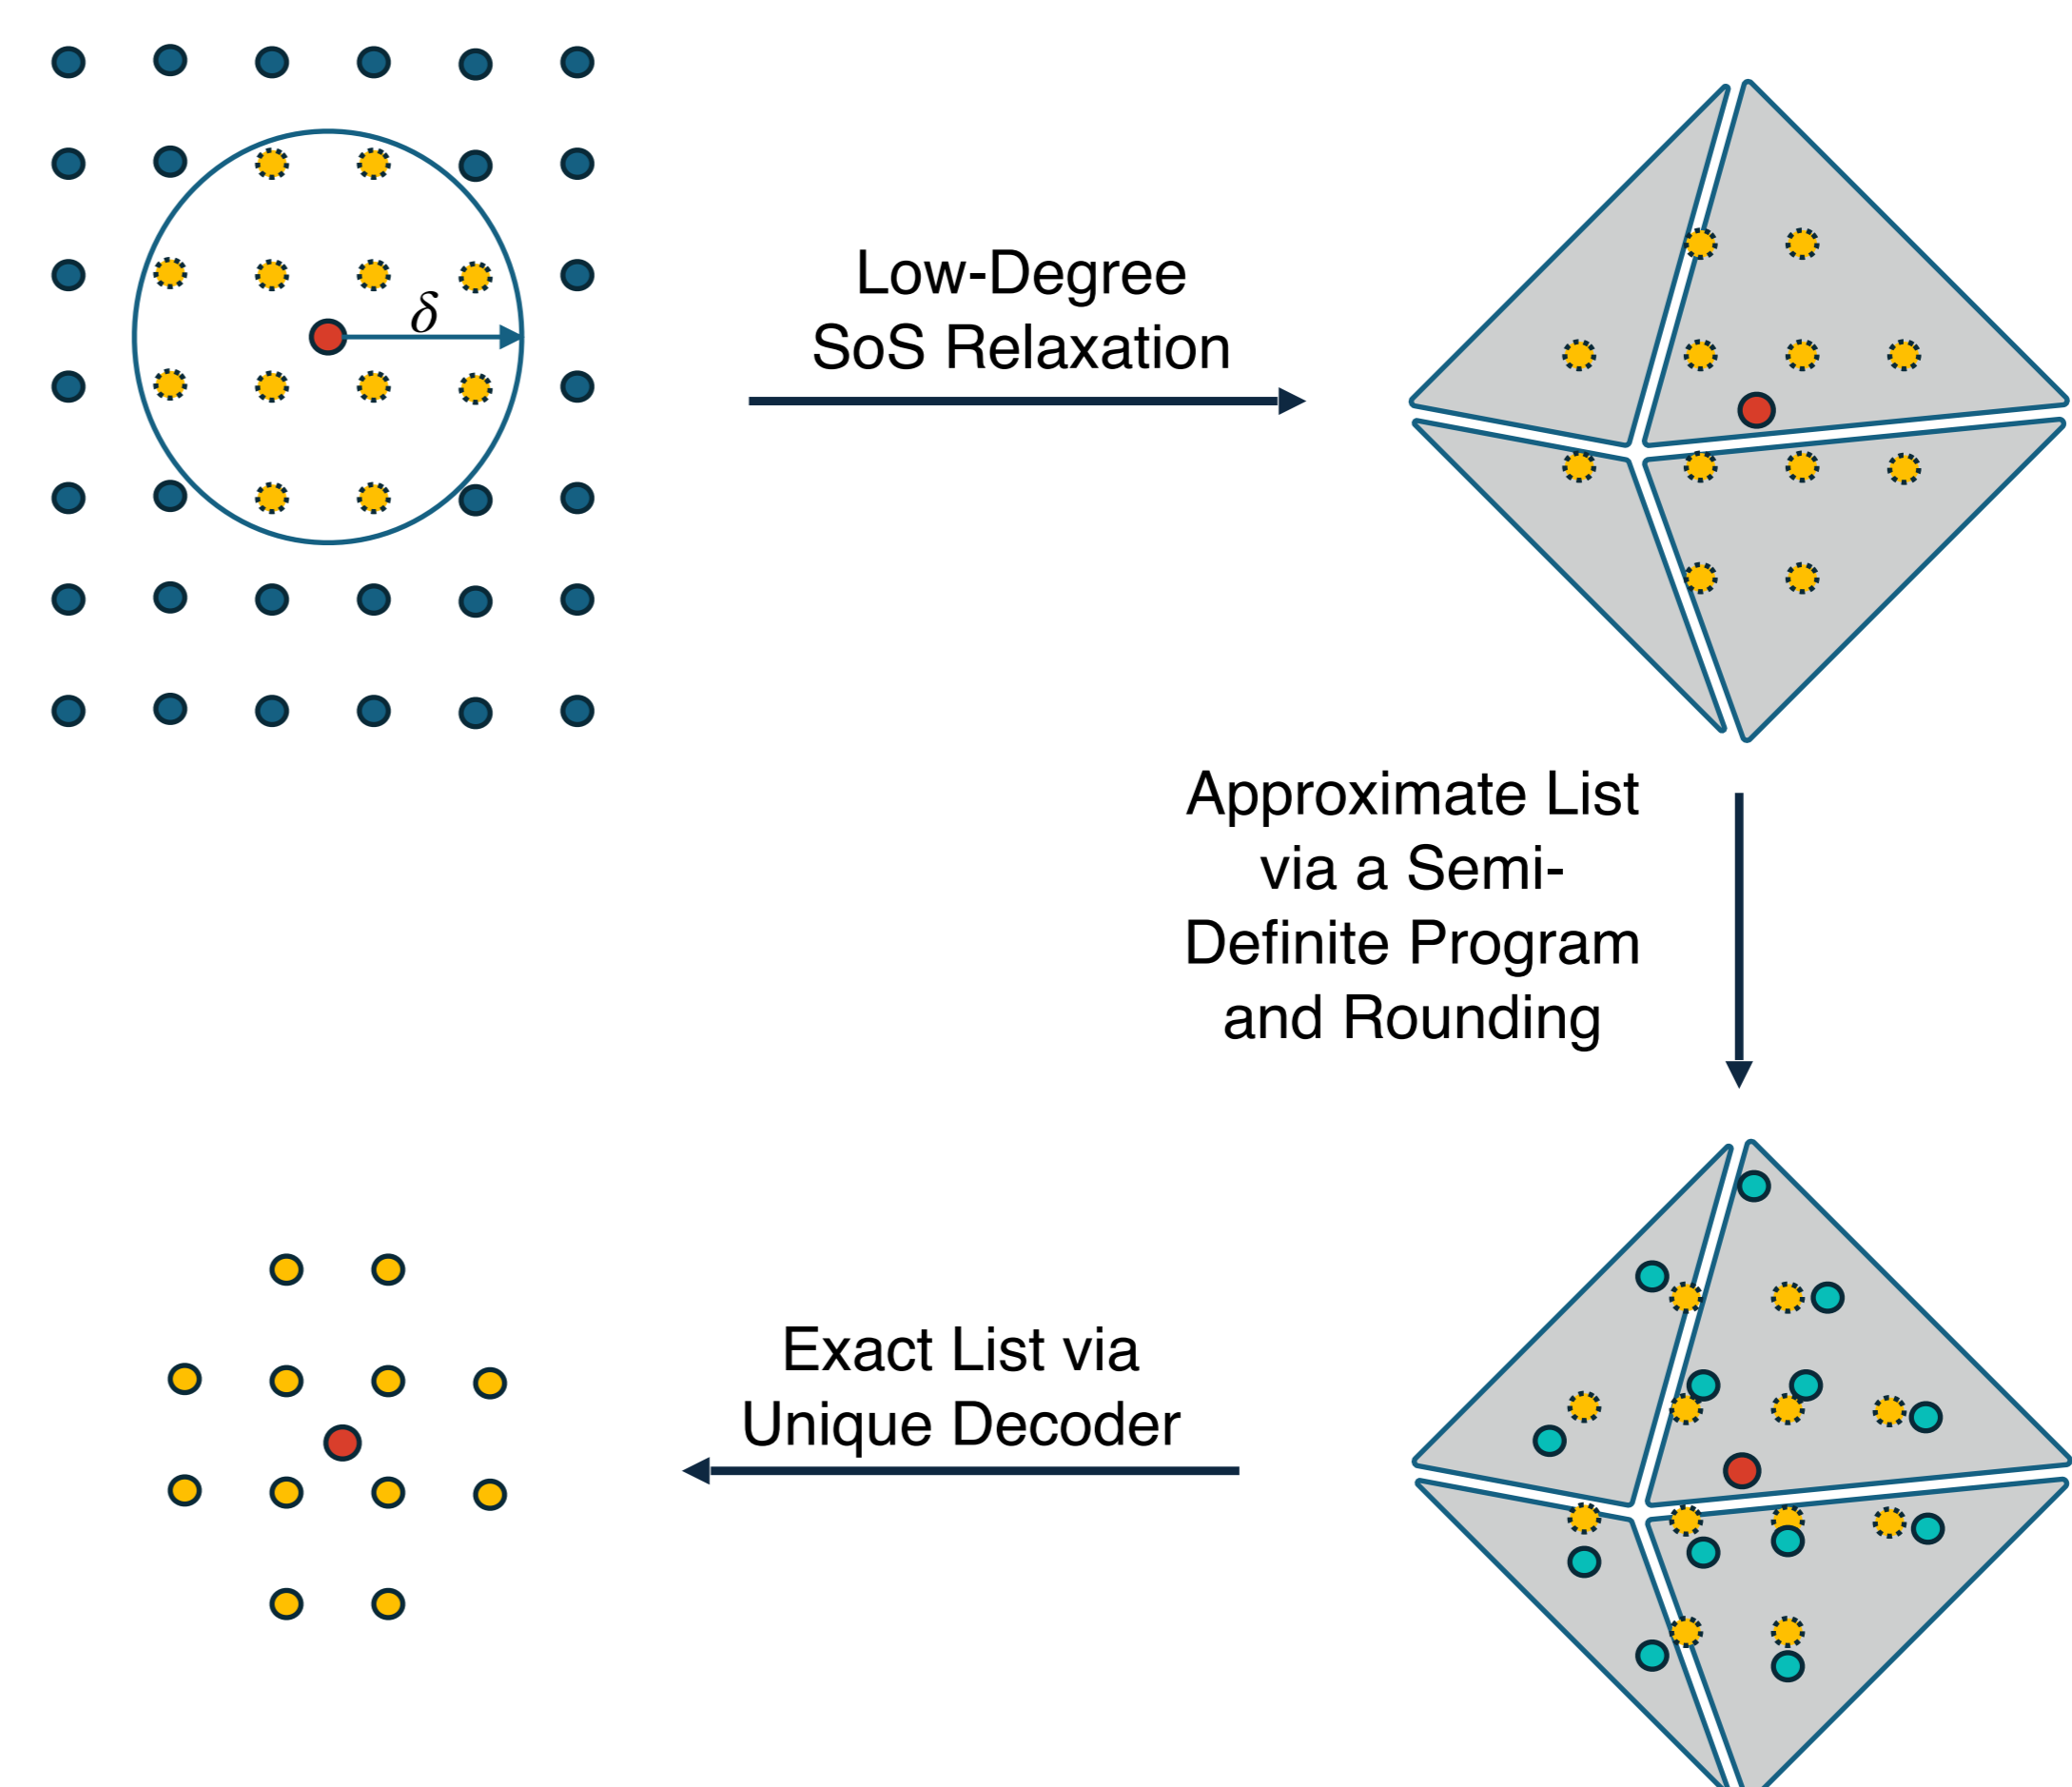 δ
Low-Degree
SoS Relaxation
Approximate List
via a Semi-
Definite Program
and Rounding
Exact List via
Unique Decoder